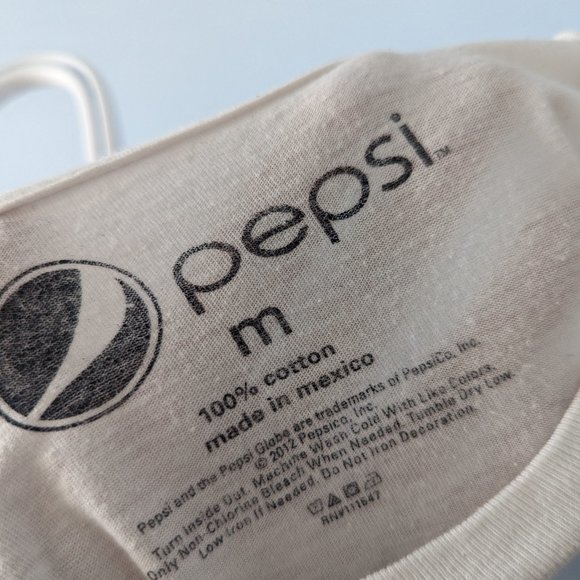 pepsi™
m
100% cotton
made in mexico
Pepsi and the Pepsi Globe are trademarks of PepsiCo, Inc.
© 2012 Pepsico, Inc.
Turn Inside Out. Machine Wash Cold With Like Colors.
Only Non-Chlorine Bleach When Needed. Tumble Dry Low.
Low Iron If Needed. Do Not Iron Decoration.
RN#111647